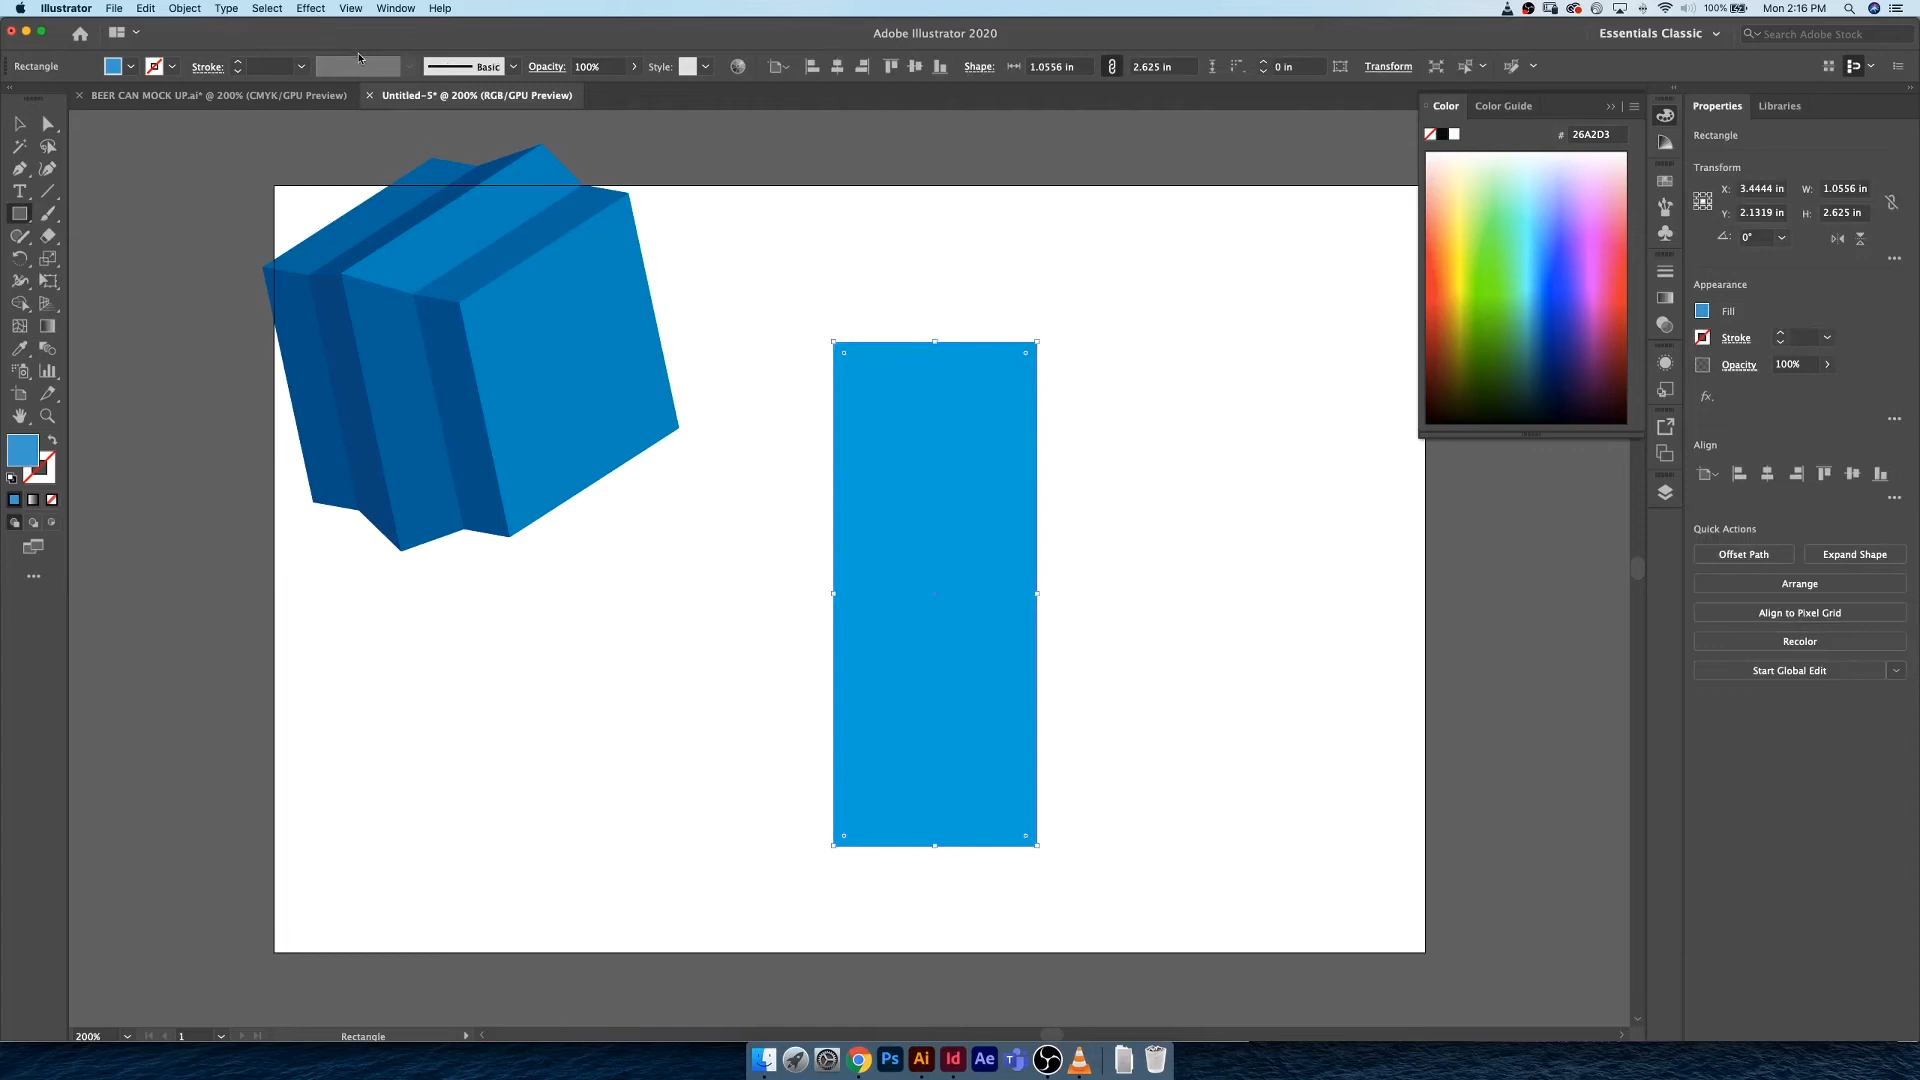 Illustrator File Edit Object Type Select Effect View Window Help
100% Mon 2:16 PM
Adobe Illustrator 2020
Essentials Classic
Search Adobe Stock
Rectangle
Stroke:
Basic
Opacity: 100%
Style:
Shape: 1.0556 in 2.625 in 0 in
Transform
BEER CAN MOCK UP.ai* @ 200% (CMYK/GPU Preview)
Untitled-5* @ 200% (RGB/GPU Preview)
Color
Color Guide
# 26A2D3
Properties
Libraries
Rectangle
Transform
X: 3.4444 in W: 1.0556 in
Y: 2.1319 in H: 2.625 in
0°
Appearance
Fill
Stroke
Opacity 100%
fx.
Align
Quick Actions
Offset Path
Expand Shape
Arrange
Align to Pixel Grid
Recolor
Start Global Edit
200%
1
Rectangle
Ps
Ai
Id
Ae